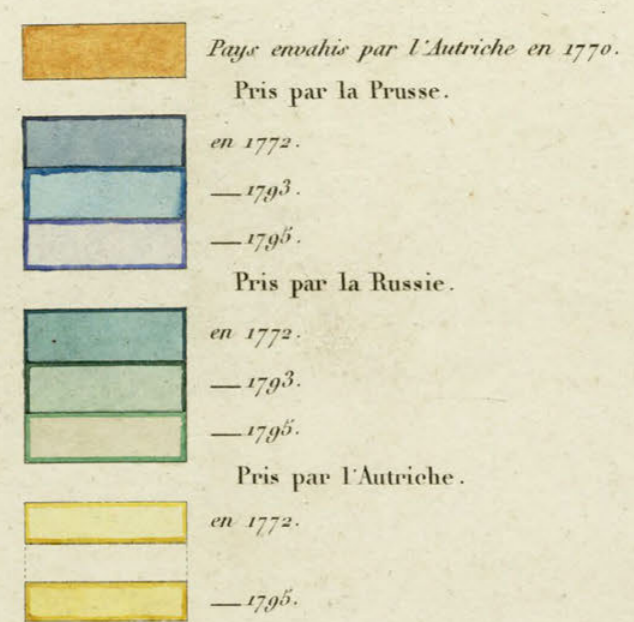 Pays envahis par l'Autriche en 1770.
Pris par la Prusse.
en 1772.
— 1793.
— 1795.
Pris par la Russie.
en 1772.
— 1793.
— 1795.
Pris par l'Autriche.
en 1772.
— 1795.